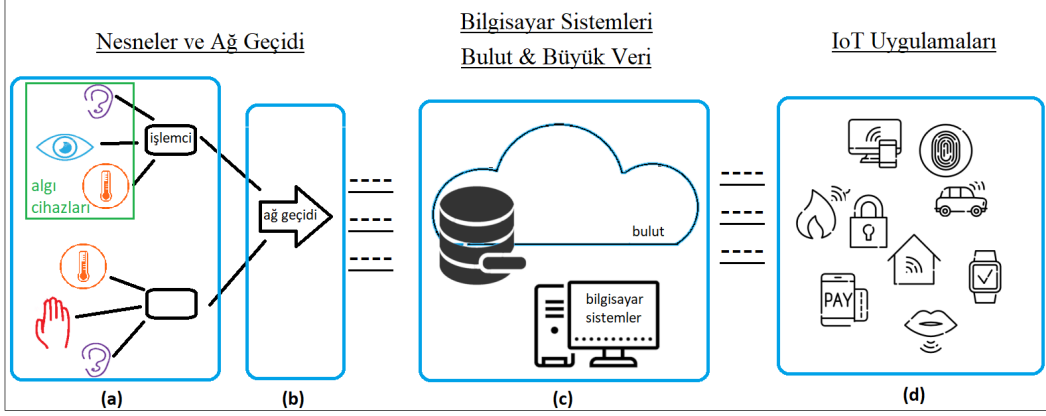 Nesneler ve Ağ Geçidi
Bilgisayar Sistemleri
Bulut & Büyük Veri
IoT Uygulamaları
işlemci
algı
cihazları
ağ geçidi
bulut
bilgisayar
sistemler
PAY
(a)
(b)
(c)
(d)